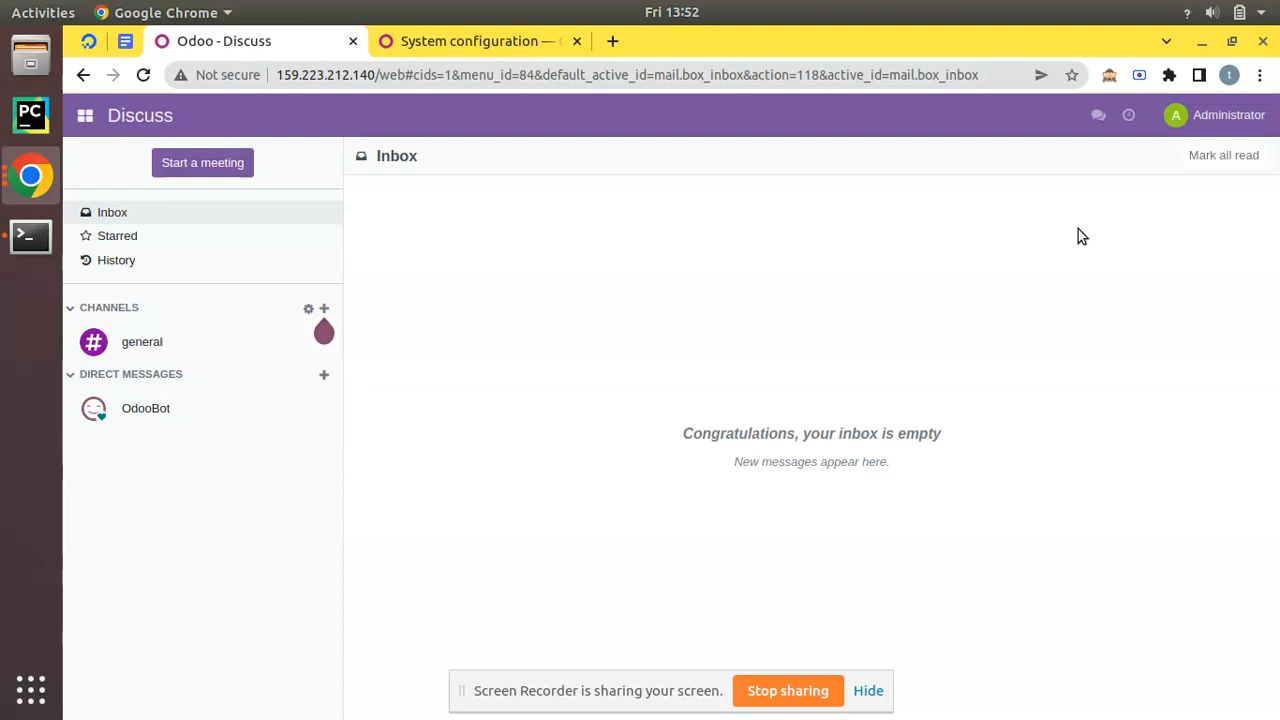 Activities
Google Chrome
Fri 13:52
?
Odoo - Discuss
System configuration —
Not secure
159.223.212.140/web#cids=1&menu_id=84&default_active_id=mail.box_inbox&action=118&active_id=mail.box_inbox
t
PC
Discuss
A
Administrator
Start a meeting
Inbox
Mark all read
Inbox
Starred
History
CHANNELS
general
DIRECT MESSAGES
OdooBot
Congratulations, your inbox is empty
New messages appear here.
Screen Recorder is sharing your screen.
Stop sharing
Hide